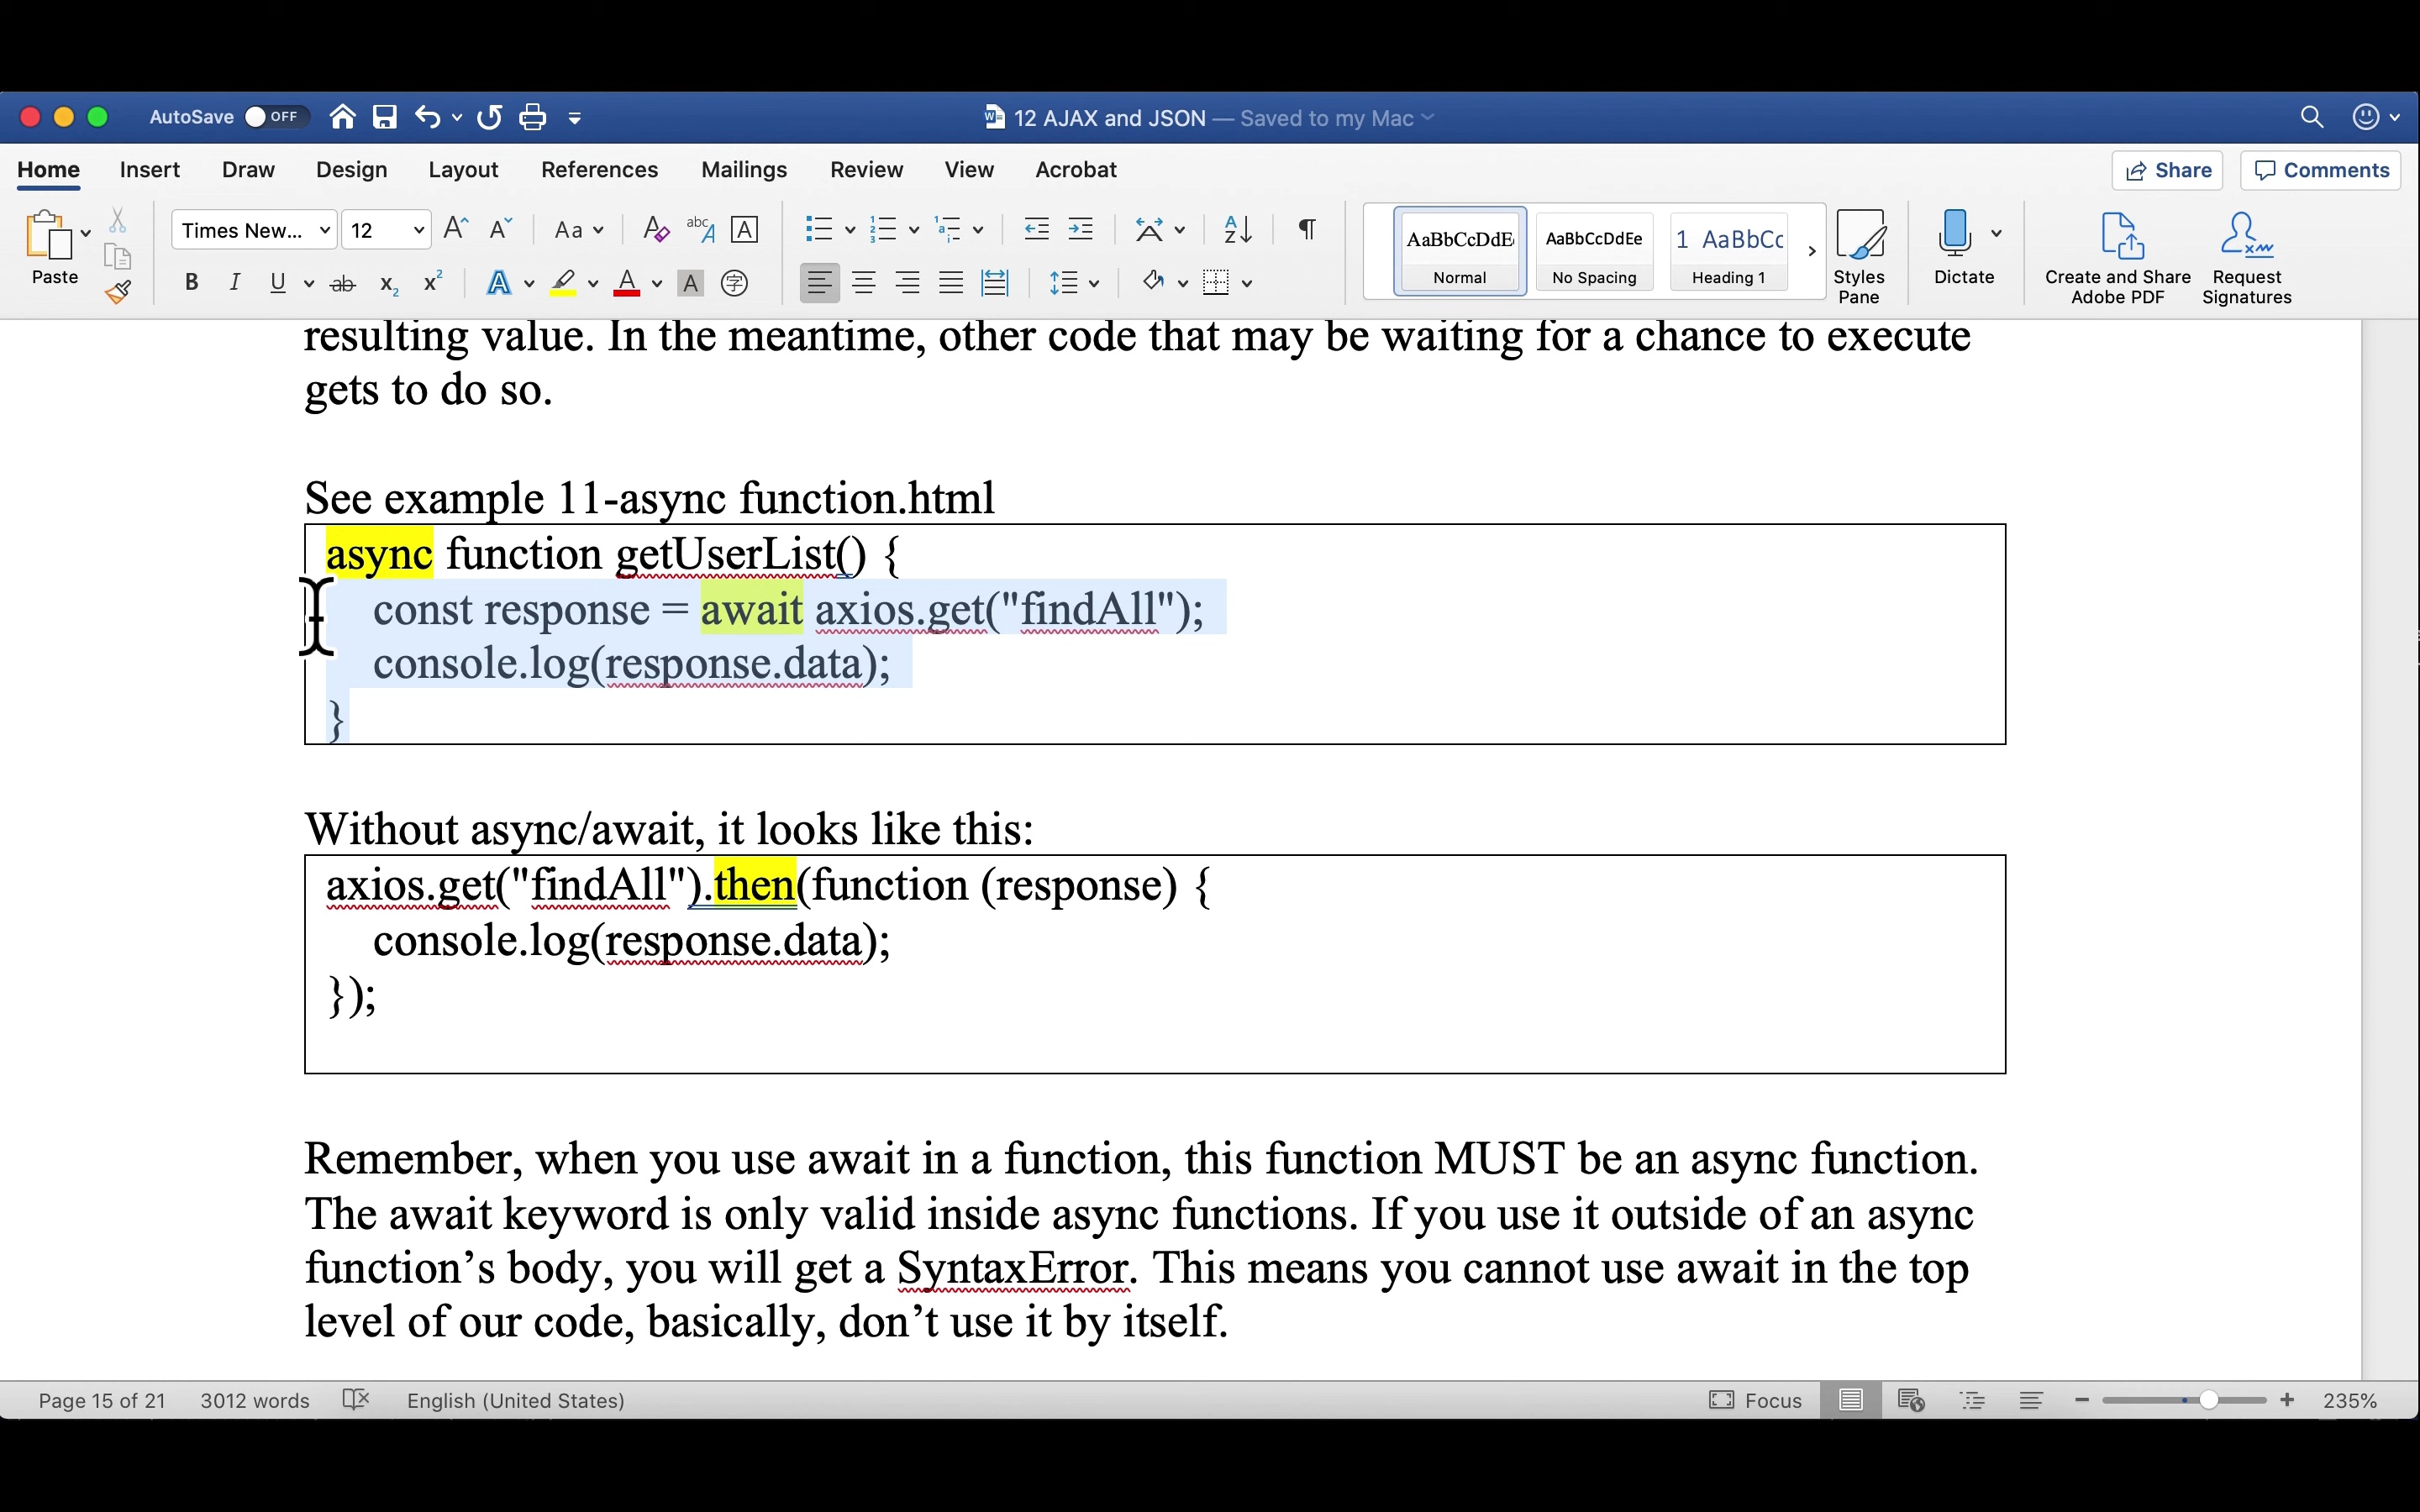 AutoSave OFF 12 AJAX and JSON — Saved to my Mac
Home Insert Draw Design Layout References Mailings Review View Acrobat Share Comments
Paste Times New... 12 Aa abc A A
B I U ab x2 x2 A A A 字 AZ ¶
AaBbCcDdE AaBbCcDdEe 1 AaBbCc
Normal No Spacing Heading 1 Styles Pane Dictate Create and Share Adobe PDF Request Signatures
resulting value. In the meantime, other code that may be waiting for a chance to execute
gets to do so.
See example 11-async function.html
async function getUserList() {
const response = await axios.get("findAll");
console.log(response.data);
}
Without async/await, it looks like this:
axios.get("findAll").then(function (response) {
console.log(response.data);
});
Remember, when you use await in a function, this function MUST be an async function.
The await keyword is only valid inside async functions. If you use it outside of an async
function’s body, you will get a SyntaxError. This means you cannot use await in the top
level of our code, basically, don’t use it by itself.
Page 15 of 21 3012 words English (United States) Focus 235%